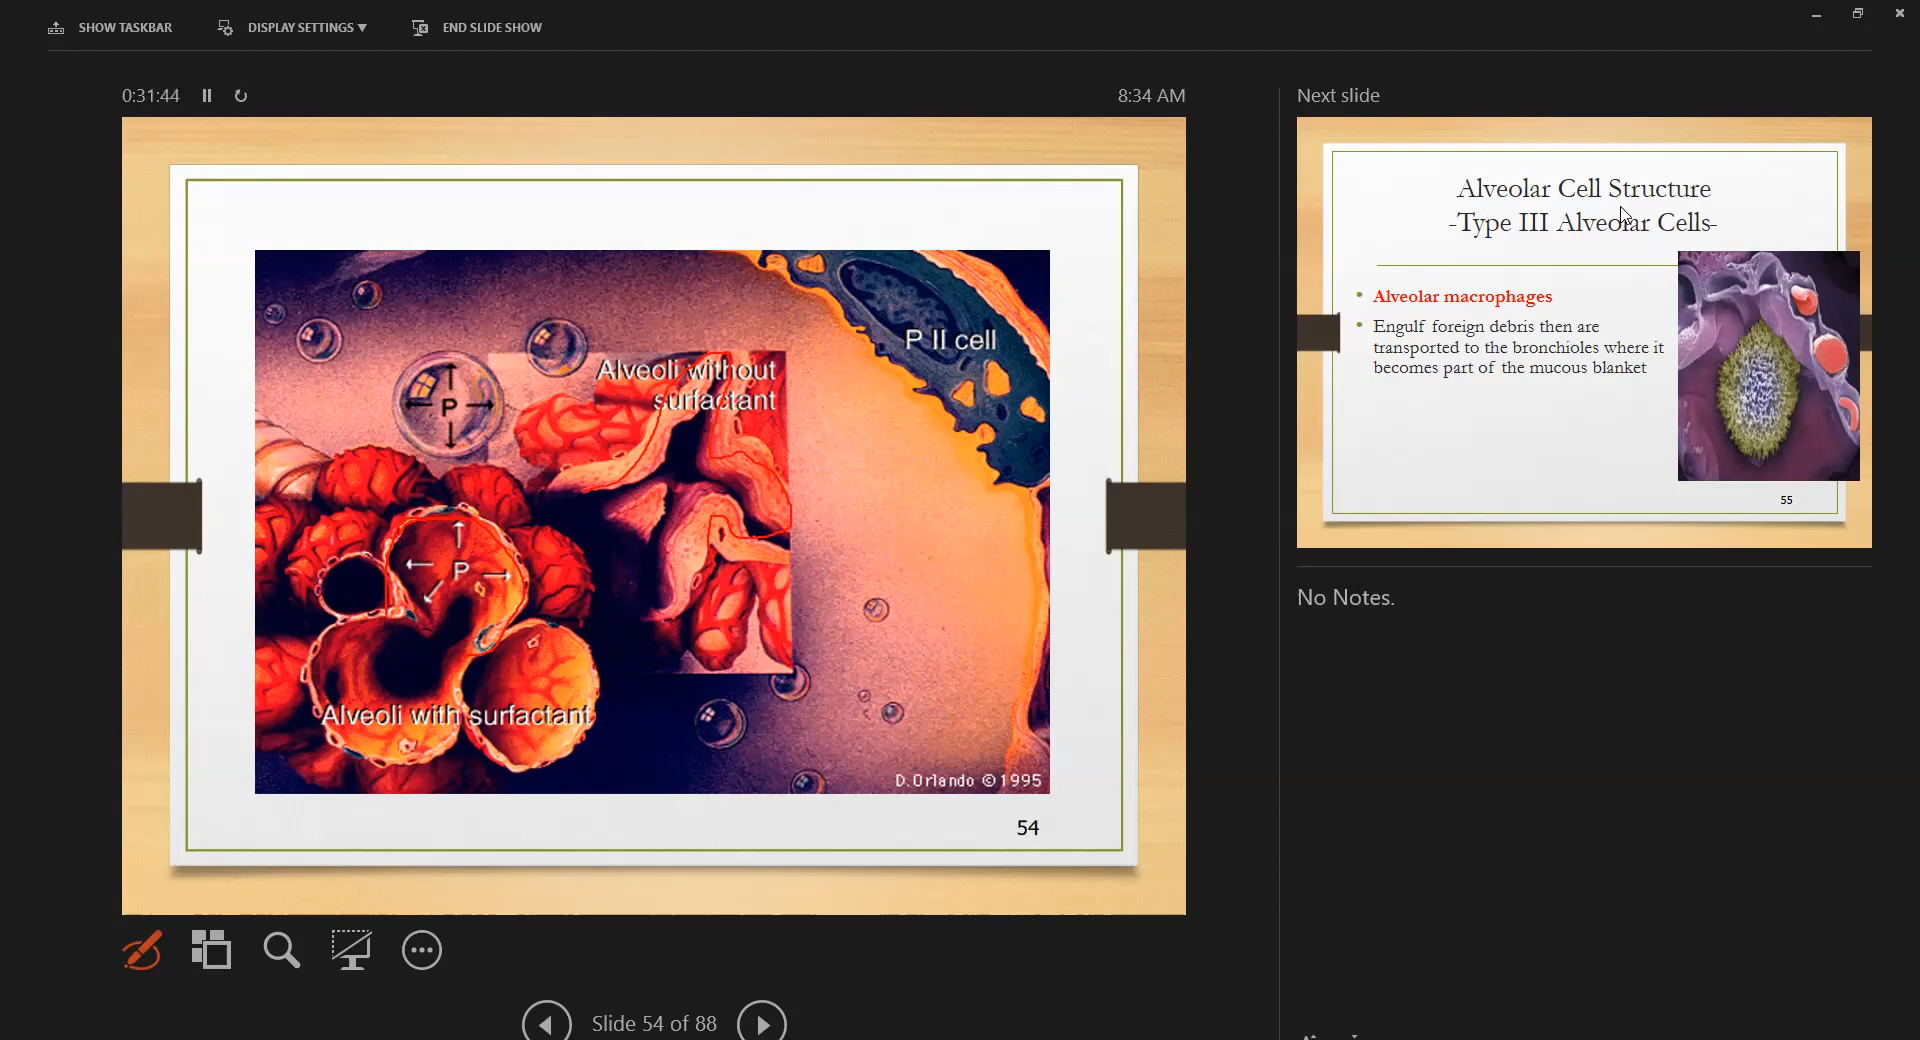 SHOW TASKBAR
DISPLAY SETTINGS ▼
END SLIDE SHOW
0:31:44
8:34 AM
P II cell
Alveoli without
surfactant
P
P
Alveoli with surfactant
D.Orlando ©1995
54
Slide 54 of 88
Next slide
Alveolar Cell Structure
-Type III Alveolar Cells-
• Alveolar macrophages
• Engulf foreign debris then are
transported to the bronchioles where it
becomes part of the mucous blanket
55
No Notes.